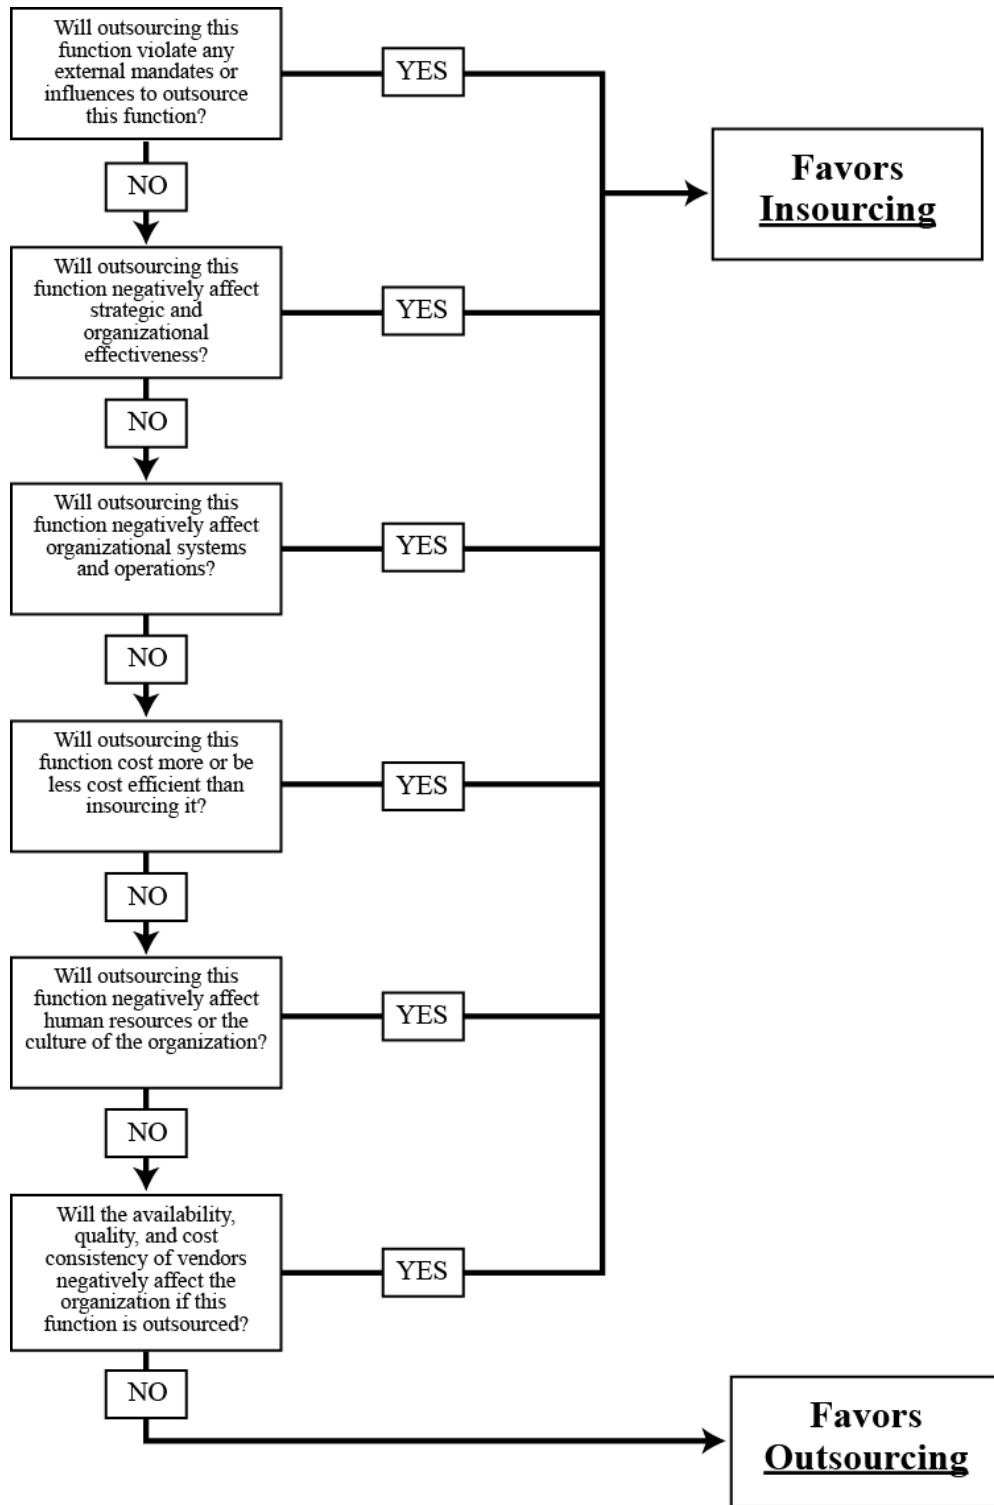 Will outsourcing this
function violate any
external mandates or
influences to outsource
this function?
YES
NO
Favors
Insourcing
Will outsourcing this
function negatively affect
strategic and
organizational
effectiveness?
YES
NO
Will outsourcing this
function negatively affect
organizational systems
and operations?
YES
NO
Will outsourcing this
function cost more or be
less cost efficient than
insourcing it?
YES
NO
Will outsourcing this
function negatively affect
human resources or the
culture of the organization?
YES
NO
Will the availability,
quality, and cost
consistency of vendors
negatively affect the
organization if this
function is outsourced?
YES
NO
Favors
Outsourcing